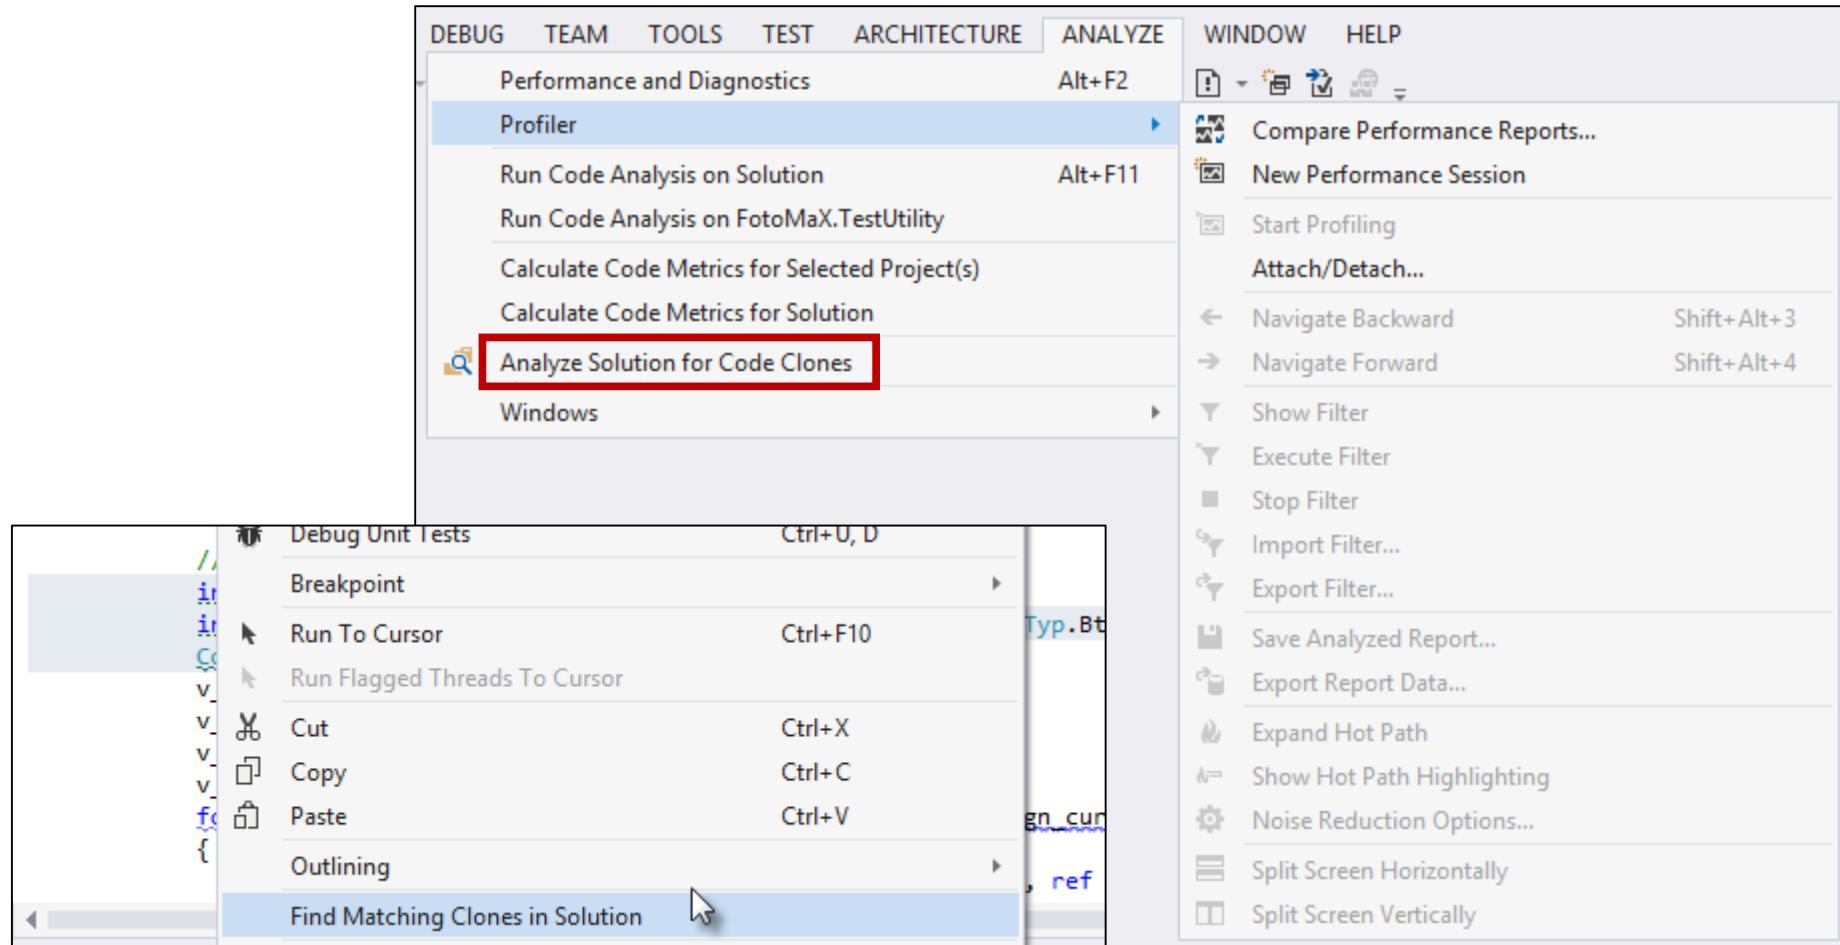 DEBUG TEAM TOOLS TEST ARCHITECTURE ANALYZE WINDOW HELP
Performance and Diagnostics Alt+F2
Profiler
Run Code Analysis on Solution Alt+F11
Run Code Analysis on FotoMaX.TestUtility
Calculate Code Metrics for Selected Project(s)
Calculate Code Metrics for Solution
Analyze Solution for Code Clones
Windows
Compare Performance Reports...
New Performance Session
Start Profiling
Attach/Detach...
Navigate Backward Shift+Alt+3
Navigate Forward Shift+Alt+4
Show Filter
Execute Filter
Stop Filter
Import Filter...
Export Filter...
Save Analyzed Report...
Export Report Data...
Expand Hot Path
Show Hot Path Highlighting
Noise Reduction Options...
Split Screen Horizontally
Split Screen Vertically
Debug Unit Tests Ctrl+U, D
//
Breakpoint
Run To Cursor Ctrl+F10
Typ.Bt
Run Flagged Threads To Cursor
v_
v_
Cut Ctrl+X
v_
Copy Ctrl+C
v_
Paste Ctrl+V
gn_cur
{
Outlining
, ref
Find Matching Clones in Solution